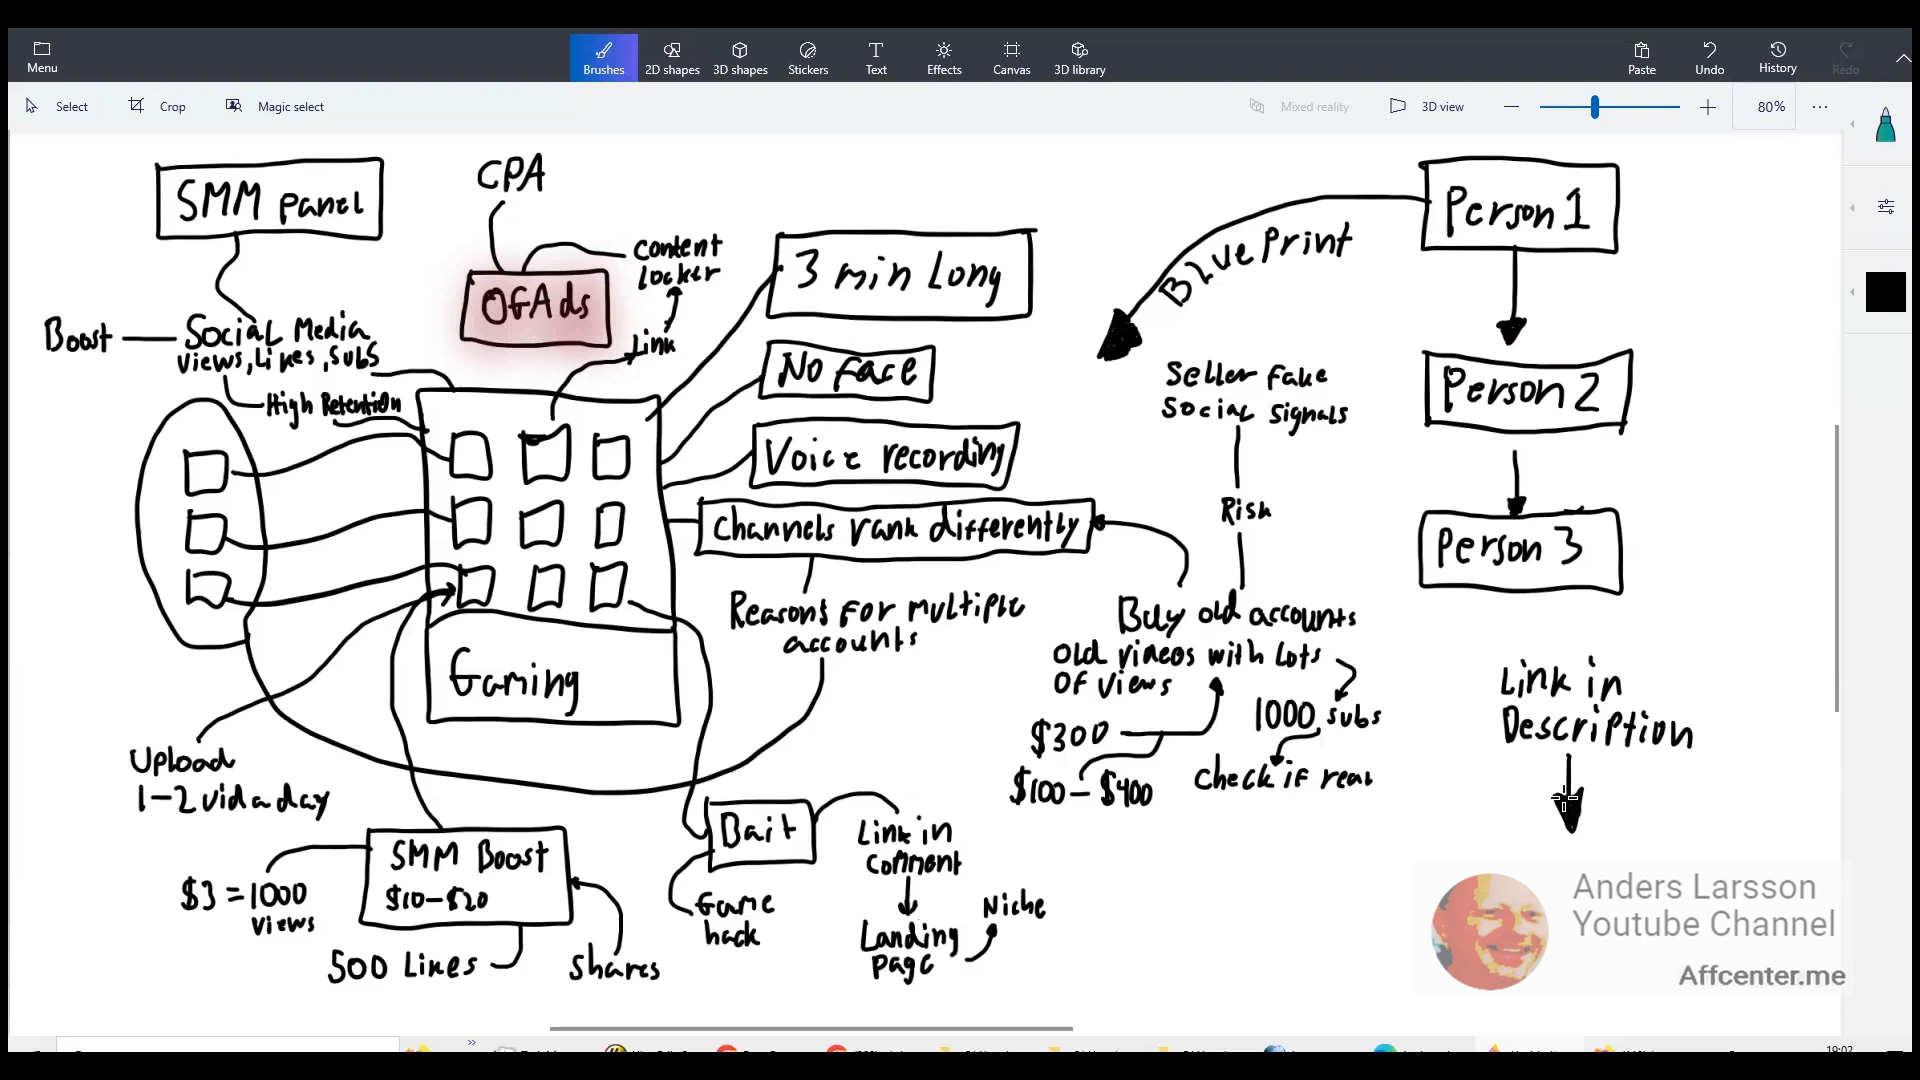 Menu
Brushes
2D shapes
3D shapes
Stickers
Text
Effects
Canvas
3D library
Paste
Undo
History
Redo
Select
Crop
Magic select
Mixed reality
3D view
80%
SMM panel
CPA
OGAds
Content
Locker
Link
3 min Long
Person 1
BluePrint
Boost
Social Media
Views, Likes, Subs
High Retention
No face
Seller Fake
Social Signals
Person 2
Voice recording
Risk
Channels rank differently
Person 3
Reasons For multiple
accounts
Buy old accounts
Old videos with Lots
Of Views
1000 subs
Check if real
$300
$100 - $400
Link in
Description
Gaming
Upload
1-2 vid a day
SMM Boost
$10-$20
$3 = 1000
views
500 Likes
Shares
Bait
Game
hack
Link in
comment
Landing
Page
Niche
Anders Larsson
Youtube Channel
Affcenter.me
19:02